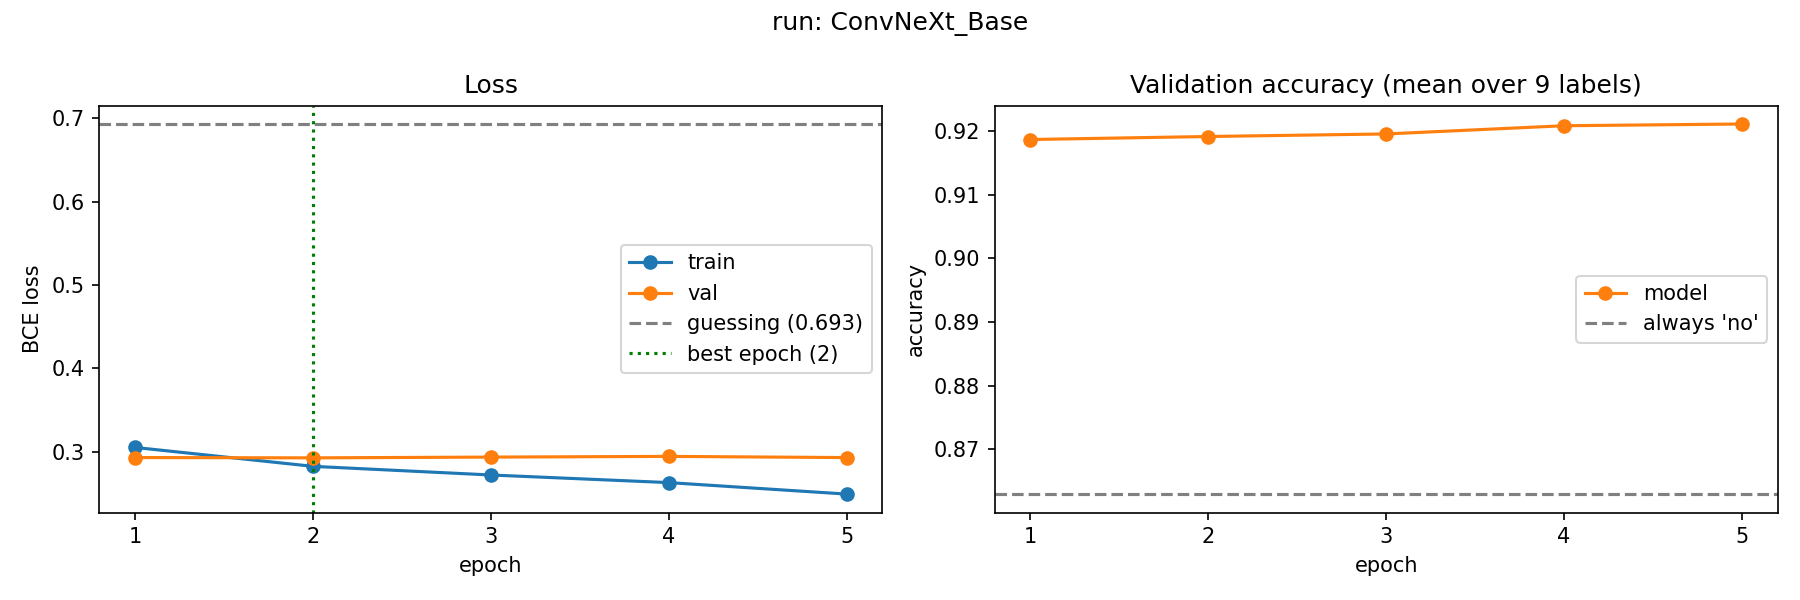 run: ConvNeXt_Base
Loss
0.7
0.6
0.5
0.4
0.3
BCE loss
train
val
guessing (0.693)
best epoch (2)
1 2 3 4 5
epoch
Validation accuracy (mean over 9 labels)
0.92
0.91
0.90
0.89
0.88
0.87
accuracy
model
always 'no'
1 2 3 4 5
epoch